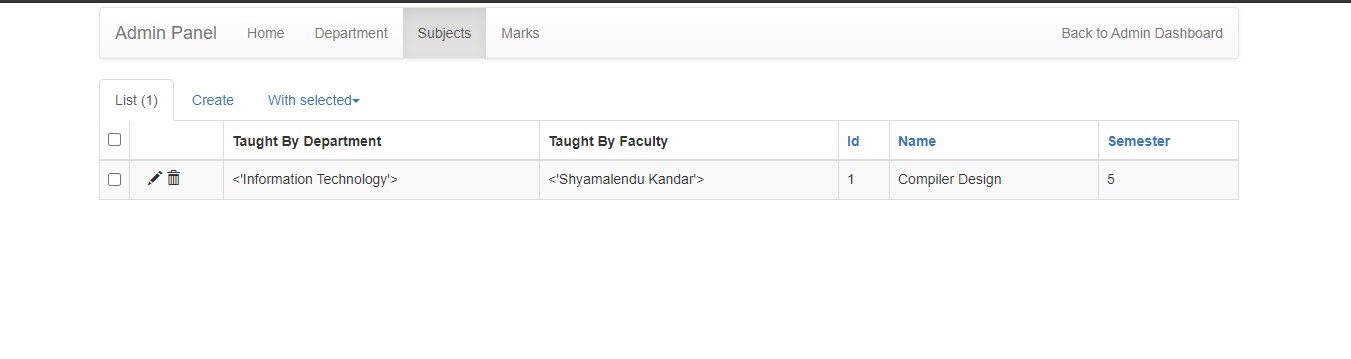 Admin Panel Home Department Subjects Marks Back to Admin Dashboard
List (1) Create With selected
Taught By Department Taught By Faculty Id Name Semester
<'Information Technology'> <'Shyamalendu Kandar'> 1 Compiler Design 5